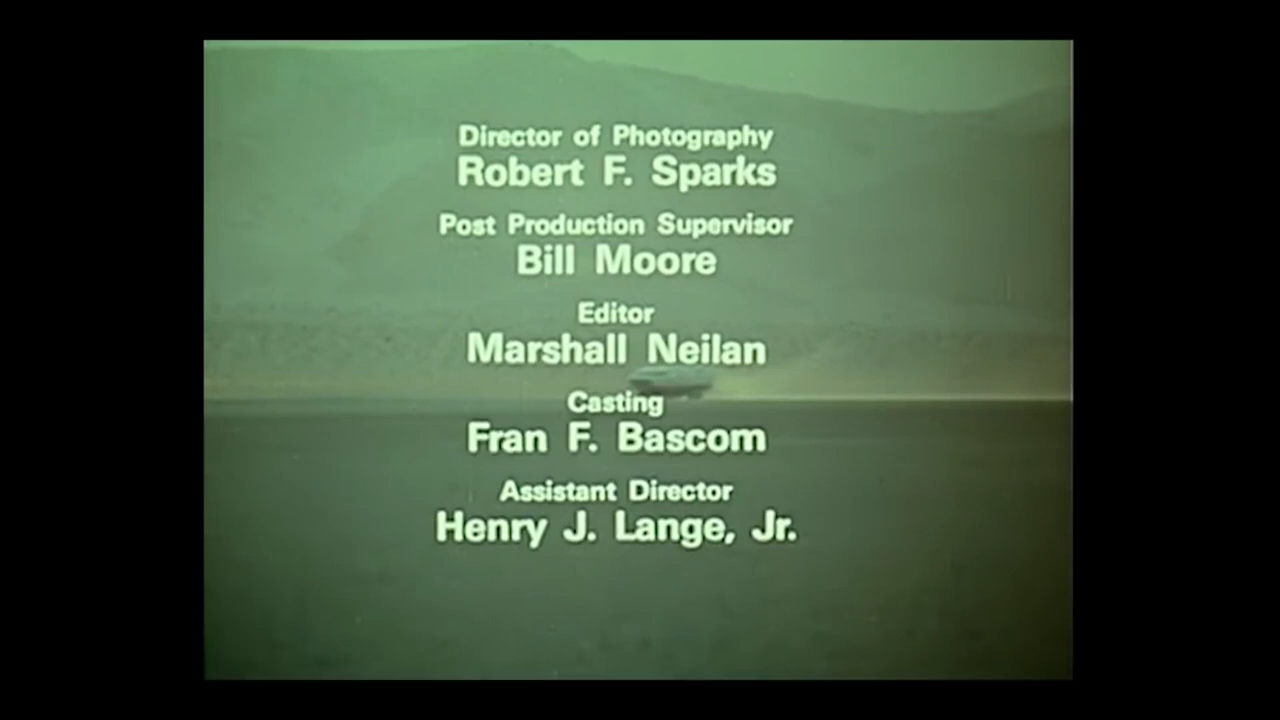 Director of Photography
Robert F. Sparks
Post Production Supervisor
Bill Moore
Editor
Marshall Neilan
Casting
Fran F. Bascom
Assistant Director
Henry J. Lange, Jr.